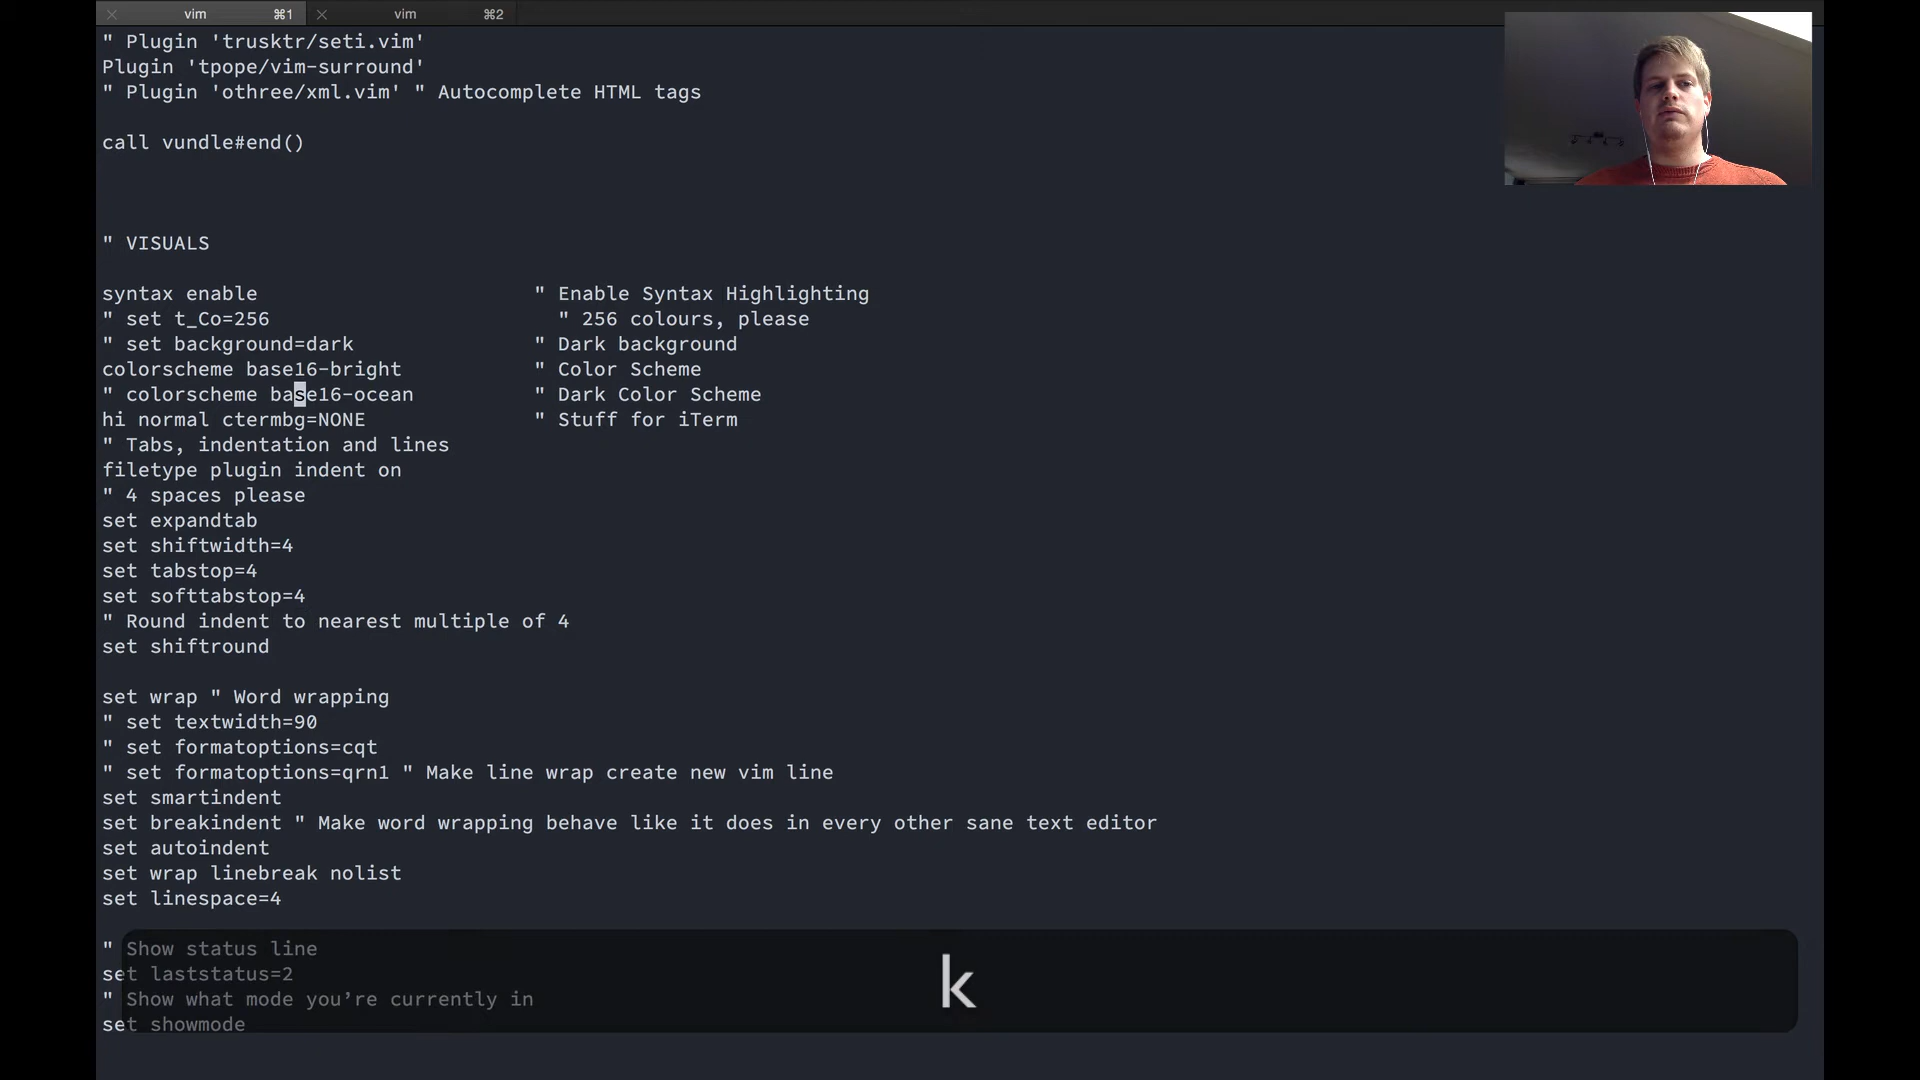 vim ⌘1 vim ⌘2
" Plugin 'trusktr/seti.vim'
Plugin 'tpope/vim-surround'
" Plugin 'othree/xml.vim' " Autocomplete HTML tags
call vundle#end()
" VISUALS
syntax enable " Enable Syntax Highlighting
" set t_Co=256 " 256 colours, please
" set background=dark " Dark background
colorscheme base16-bright " Color Scheme
" colorscheme base16-ocean " Dark Color Scheme
hi normal ctermbg=NONE " Stuff for iTerm
" Tabs, indentation and lines
filetype plugin indent on
" 4 spaces please
set expandtab
set shiftwidth=4
set tabstop=4
set softtabstop=4
" Round indent to nearest multiple of 4
set shiftround
set wrap " Word wrapping
" set textwidth=90
" set formatoptions=cqt
" set formatoptions=qrn1 " Make line wrap create new vim line
set smartindent
set breakindent " Make word wrapping behave like it does in every other sane text editor
set autoindent
set wrap linebreak nolist
set linespace=4
" Show status line
set laststatus=2
" Show what mode you’re currently in
set showmode
k